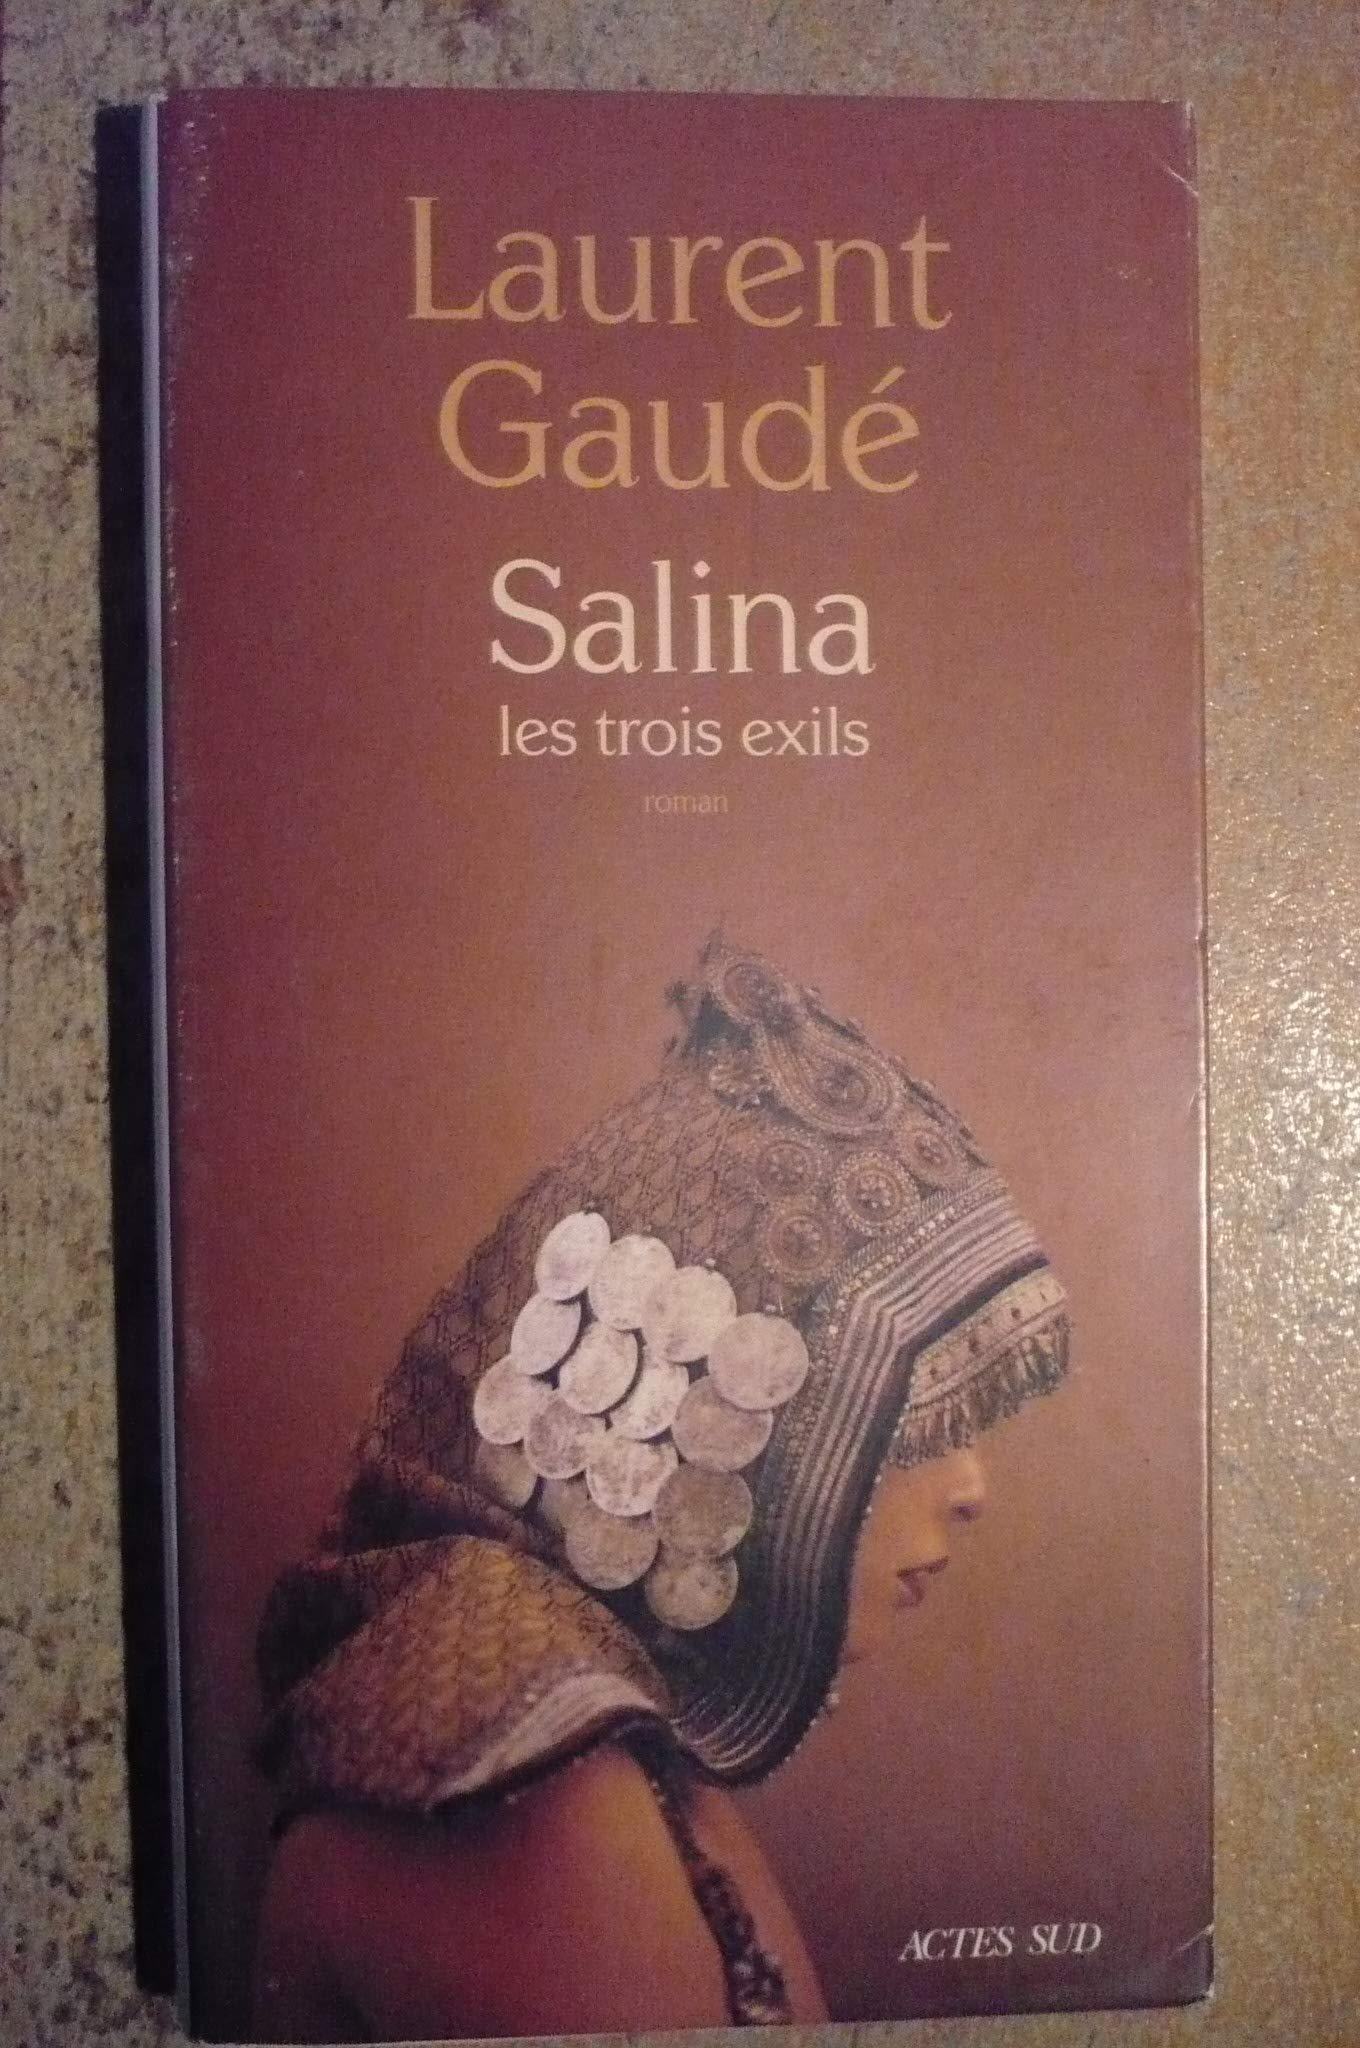 Laurent
Gaudé
Salina
les trois exils
roman
ACTES SUD